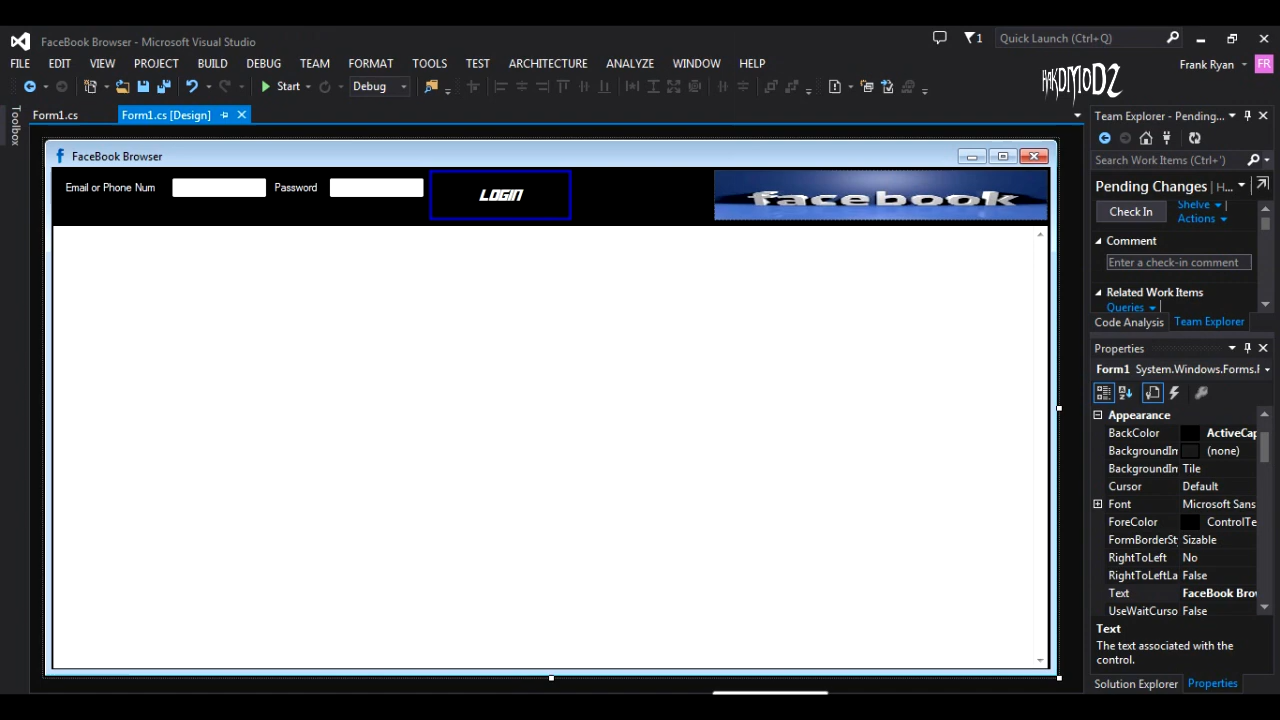 FaceBook Browser - Microsoft Visual Studio
1
Quick Launch (Ctrl+Q)
FILE EDIT VIEW PROJECT BUILD DEBUG TEAM FORMAT TOOLS TEST ARCHITECTURE ANALYZE WINDOW HELP
Frank Ryan
FR
Start
Debug
HAKDMODZ
Toolbox
Form1.cs
Form1.cs [Design]
FaceBook Browser
Email or Phone Num
Password
LOGIN
facebook
Team Explorer - Pending...
Search Work Items (Ctrl+')
Pending Changes | H...
Check In
Shelve
Actions
Comment
Enter a check-in comment
Related Work Items
Queries
Code Analysis Team Explorer
Properties
Form1 System.Windows.Forms.F
Appearance
BackColor ActiveCap
BackgroundIn (none)
BackgroundIn Tile
Cursor Default
Font Microsoft Sans
ForeColor ControlTe
FormBorderSt Sizable
RightToLeft No
RightToLeftLa False
Text FaceBook Brow
UseWaitCurso False
Text
The text associated with the
control.
Solution Explorer Properties